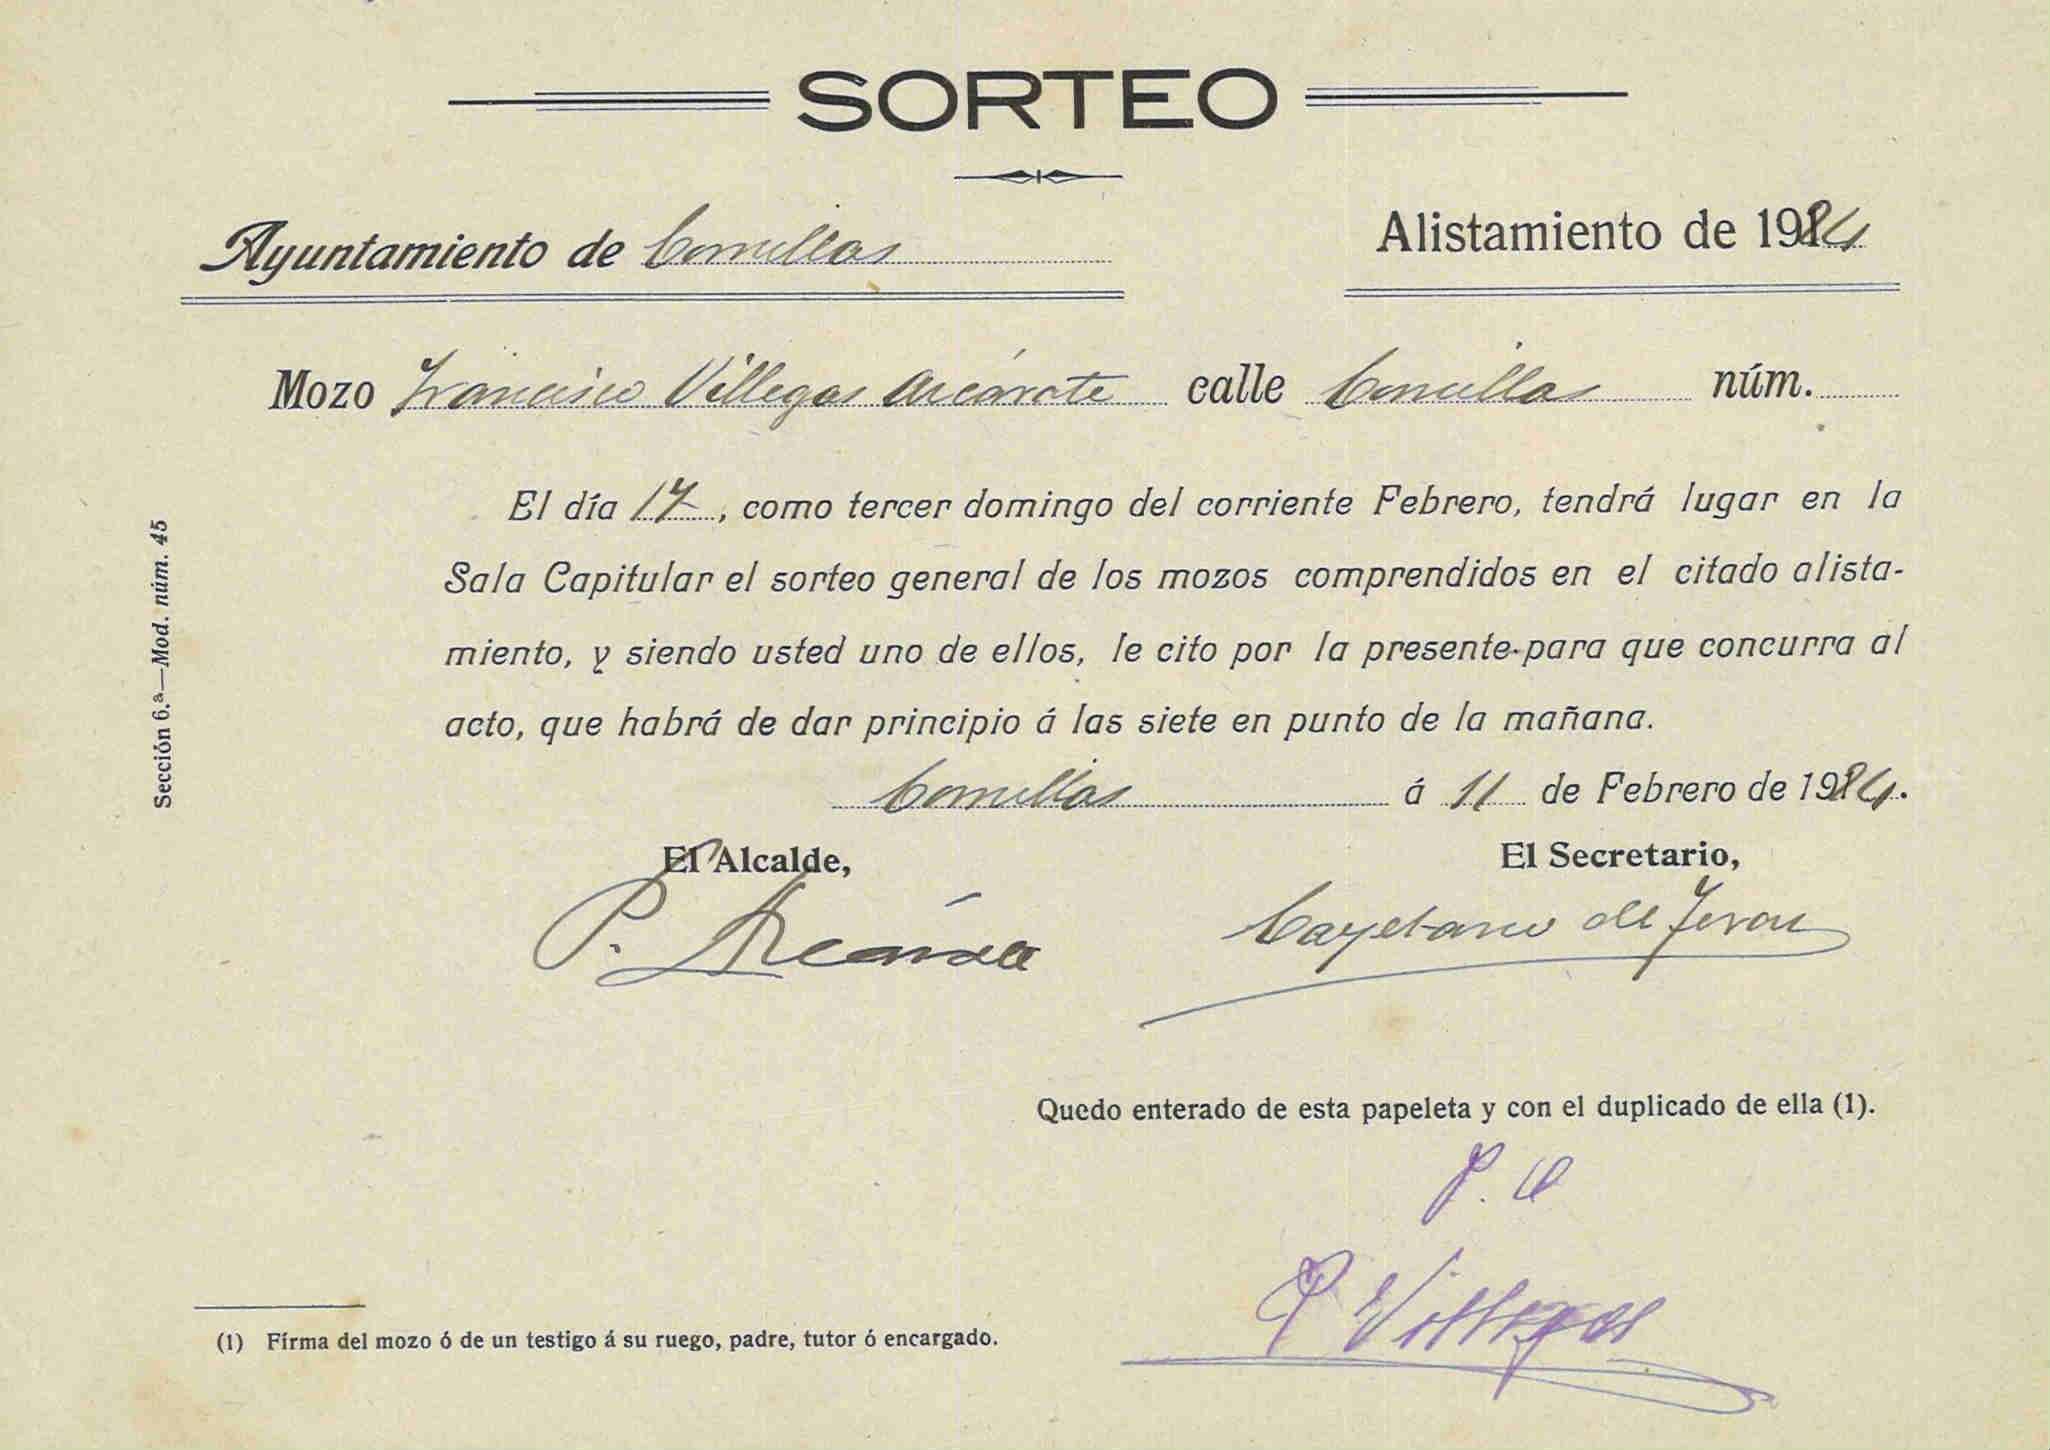 SORTEO
Ayuntamiento de Comillas
Alistamiento de 1924
Mozo Francisco Villegas Arcárate calle Comillas núm.
El día 17, como tercer domingo del corriente Febrero, tendrá lugar en la
Sala Capitular el sorteo general de los mozos comprendidos en el citado alista-
miento, y siendo usted uno de ellos, le cito por la presente para que concurra al
acto, que habrá de dar principio á las siete en punto de la mañana.
Comillas á 11 de Febrero de 1924.
El Alcalde,
El Secretario,
P.
Cayetano de Teran
Quedo enterado de esta papeleta y con el duplicado de ella (1).
P. O
P Villegas
(1) Firma del mozo ó de un testigo á su ruego, padre, tutor ó encargado.
Sección 6.ª—Mod. núm. 45